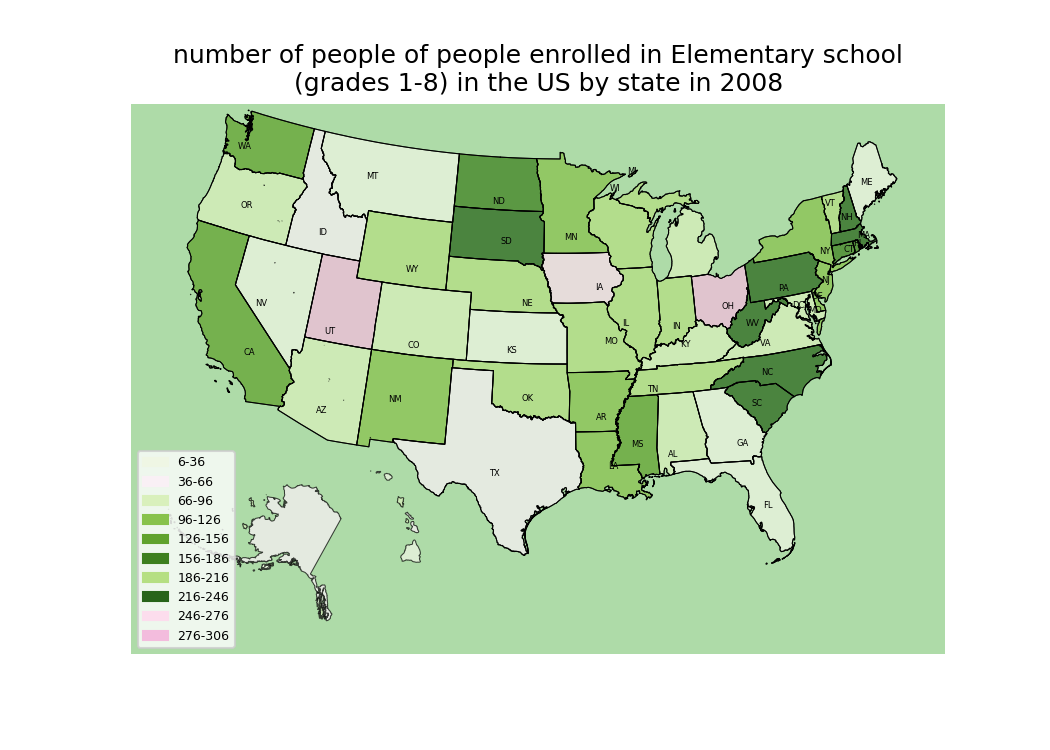 number of people of people enrolled in Elementary school
(grades 1-8) in the US by state in 2008
WA
MT
ND
MN
WI
MI
ME
VT
NH
MA
OR
ID
SD
WY
NE
IA
NY
CT
PA
NJ
DE
DC
MD
OH
WV
VA
NV
UT
CO
KS
MO
IL
IN
KY
CA
AZ
NM
OK
AR
TN
NC
SC
MS
AL
GA
LA
TX
FL
6-36
36-66
66-96
96-126
126-156
156-186
186-216
216-246
246-276
276-306